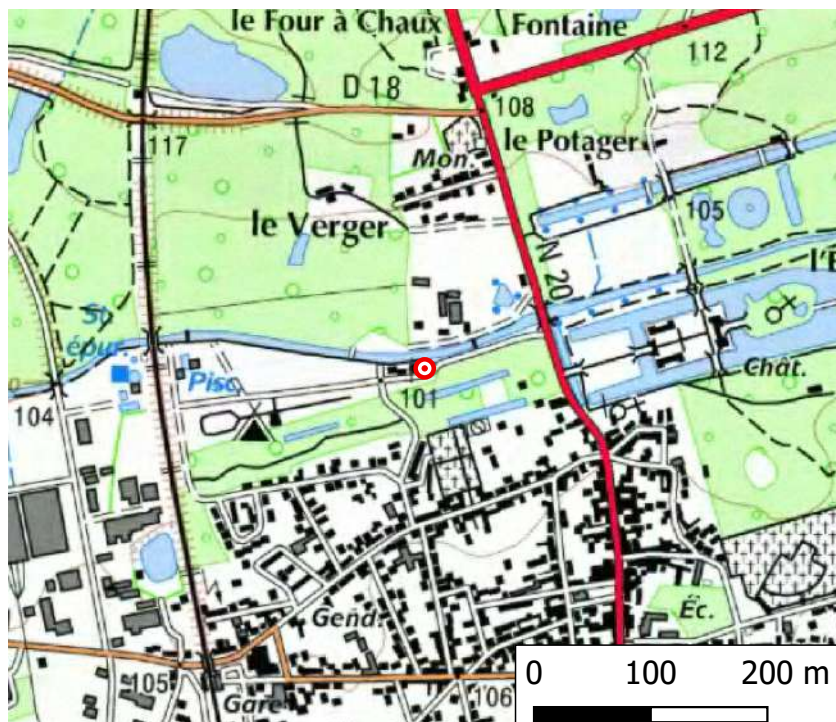 le Four à Chaux
Fontaine
112
D 18
108
117
Mon.
le Potager
105
le Verger
N 20
l'E
St
épur.
Pisc.
Chât.
104
101
Gend.
Éc.
105
Gare
106
0 100 200 m